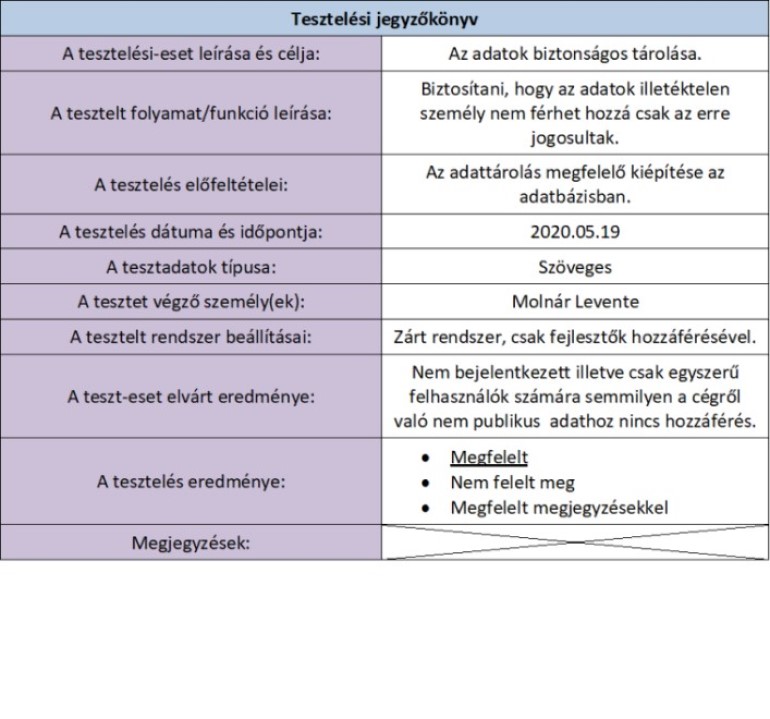 Tesztelési jegyzőkönyv
A tesztelési-eset leírása és célja:
Az adatok biztonságos tárolása.
A tesztelt folyamat/funkció leírása:
Biztosítani, hogy az adatok illetéktelen
személy nem férhet hozzá csak az erre
jogosultak.
A tesztelés előfeltételei:
Az adattárolás megfelelő kiépítése az
adatbázisban.
A tesztelés dátuma és időpontja:
2020.05.19
A tesztadatok típusa:
Szöveges
A tesztet végző személy(ek):
Molnár Levente
A tesztelt rendszer beállításai:
Zárt rendszer, csak fejlesztők hozzáférésével.
A teszt-eset elvárt eredménye:
Nem bejelentkezett illetve csak egyszerű
felhasználók számára semmilyen a cégről
való nem publikus adathoz nincs hozzáférés.
A tesztelés eredménye:
• Megfelelt
• Nem felelt meg
• Megfelelt megjegyzésekkel
Megjegyzések: